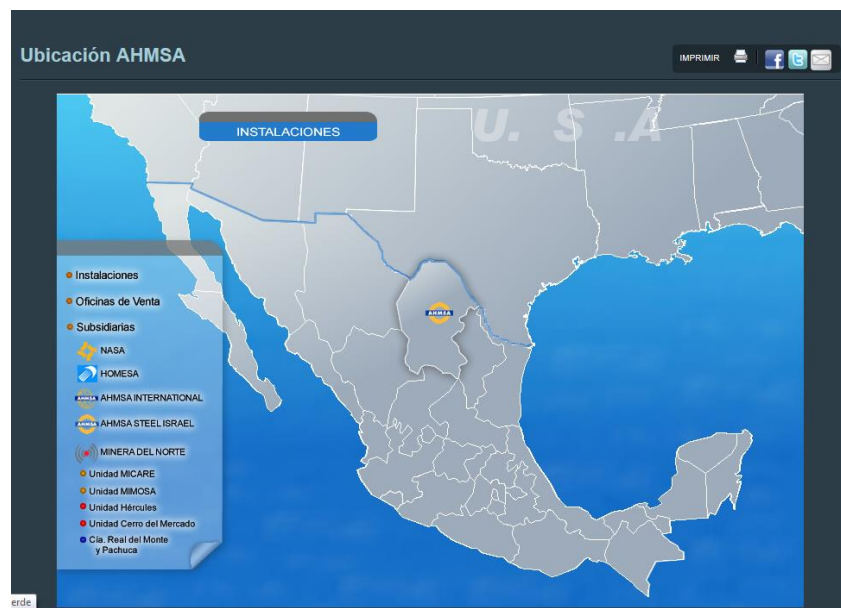 Ubicación AHMSA
IMPRIMIR
INSTALACIONES
U. S .A
AHMSA
Instalaciones
Oficinas de Venta
Subsidiarias
NASA
HOMESA
AHMSA INTERNATIONAL
AHMSA STEEL ISRAEL
MINERA DEL NORTE
Unidad MICARE
Unidad MIMOSA
Unidad Hércules
Unidad Cerro del Mercado
Cía. Real del Monte
y Pachuca
erde